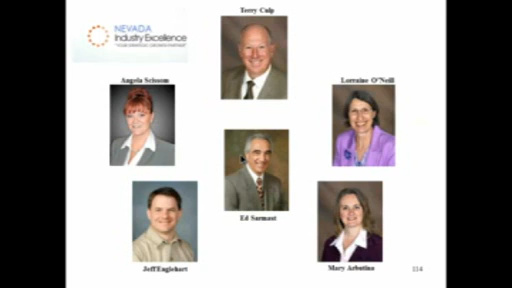 Terry Culp
NEVADA
Industry Excellence
"YOUR STRATEGIC GROWTH PARTNER"
Angela Scissom
Lorraine O'Neill
Ed Sarmast
Jeff Englehart
Mary Arbutina
114